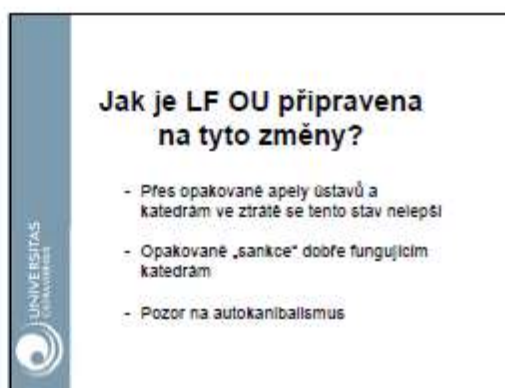 Jak je LF OU připravena
na tyto změny?
- Přes opakované apely ústavů a
katedrám ve ztrátě se tento stav nelepší
- Opakované „sankce“ dobře fungujícím
katedrám
- Pozor na autokanibalismus
UNIVERSITAS